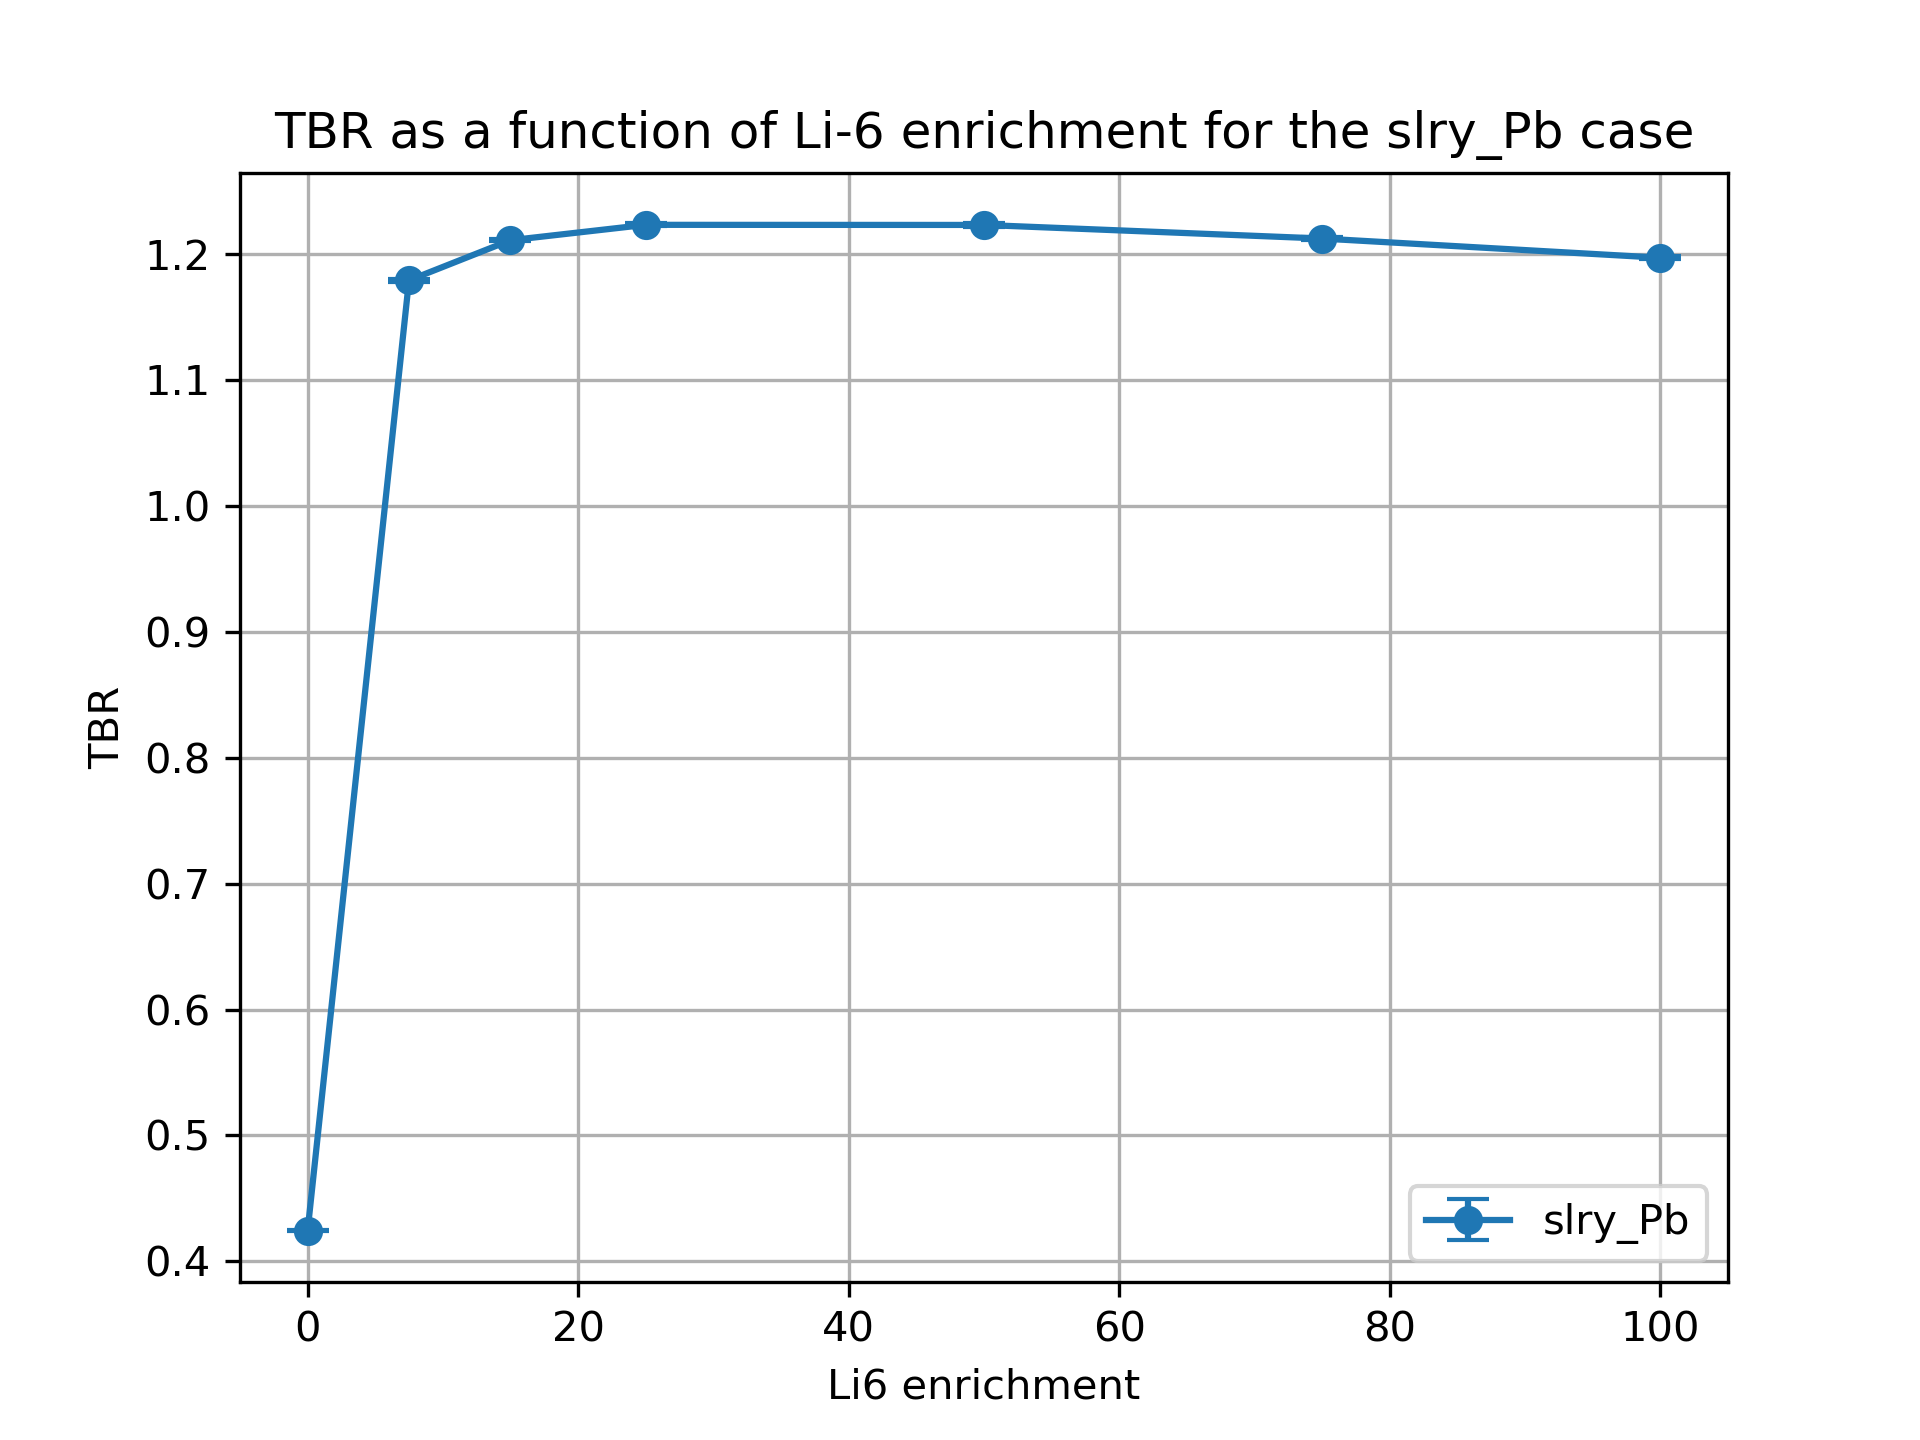 TBR as a function of Li-6 enrichment for the slry_Pb case
1.2
1.1
1.0
0.9
0.8
0.7
0.6
0.5
0.4
TBR
slry_Pb
0 20 40 60 80 100
Li6 enrichment